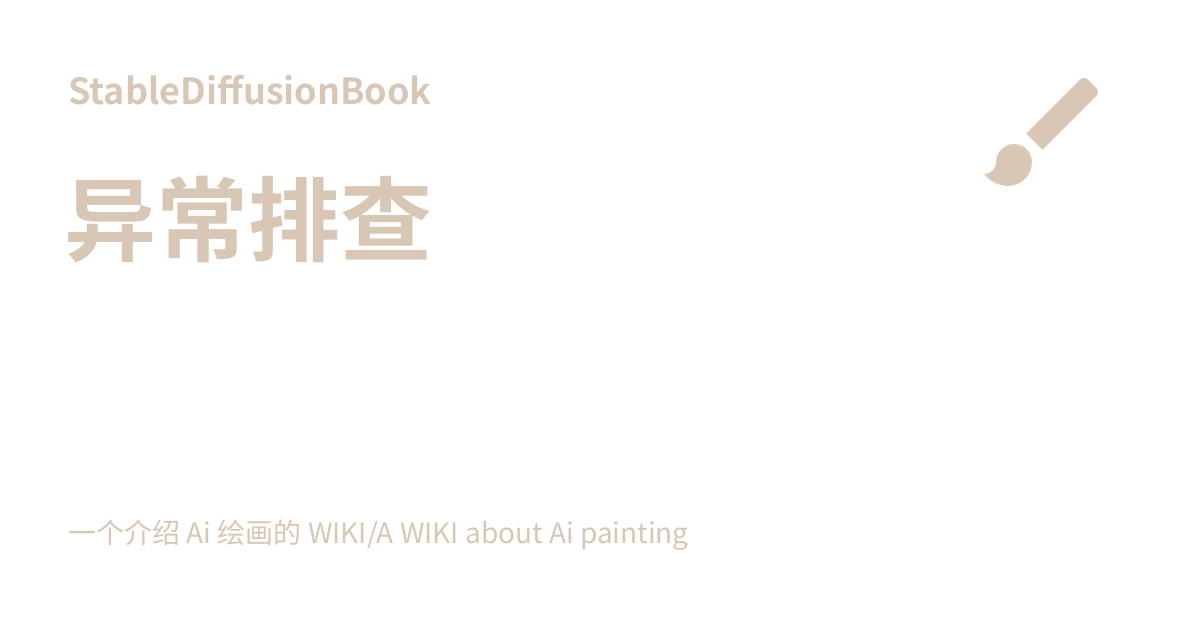 StableDiffusionBook
异常排查
一个介绍 Ai 绘画的 WIKI/A WIKI about Ai painting